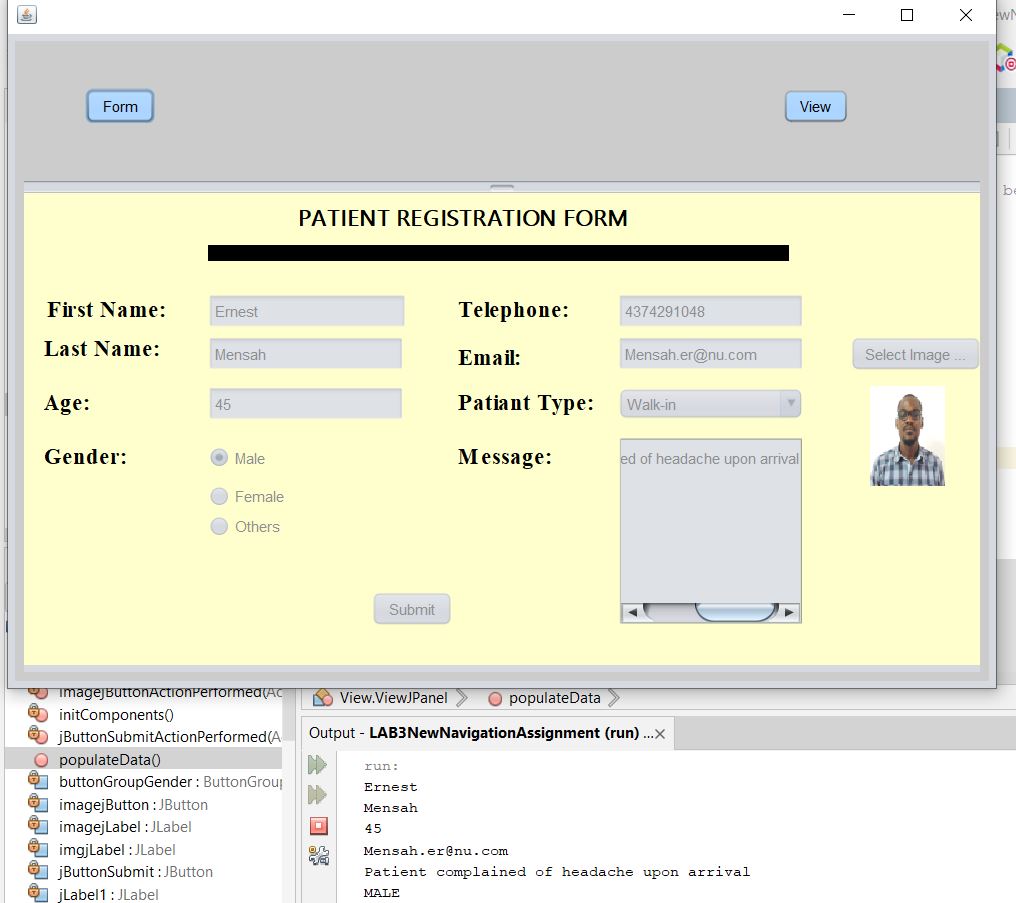 ewN
Form
View
be
PATIENT REGISTRATION FORM
First Name:
Ernest
Telephone:
4374291048
Last Name:
Mensah
Email:
Mensah.er@nu.com
Select Image ...
Age:
45
Patiant Type:
Walk-in
Gender:
Male
Message:
ed of headache upon arrival
Female
Others
Submit
imagejButtonActionPerformed(Ac
initComponents()
jButtonSubmitActionPerformed(A
populateData()
buttonGroupGender : ButtonGroup
imagejButton : JButton
imagejLabel : JLabel
imgjLabel : JLabel
jButtonSubmit : JButton
jLabel1 : JLabel
View.ViewJPanel
populateData
Output - LAB3NewNavigationAssignment (run) ...
run:
Ernest
Mensah
45
Mensah.er@nu.com
Patient complained of headache upon arrival
MALE